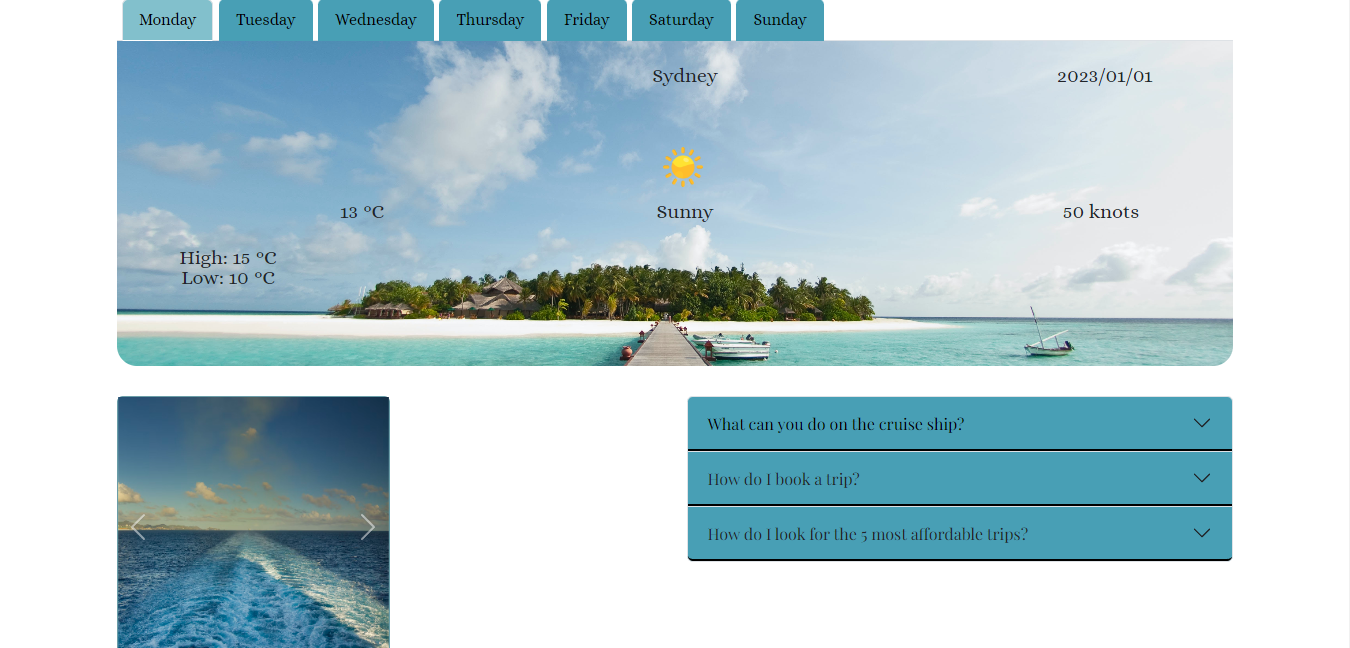 Monday Tuesday Wednesday Thursday Friday Saturday Sunday
Sydney 2023/01/01
13 °C Sunny 50 knots
High: 15 °C
Low: 10 °C
What can you do on the cruise ship?
How do I book a trip?
How do I look for the 5 most affordable trips?